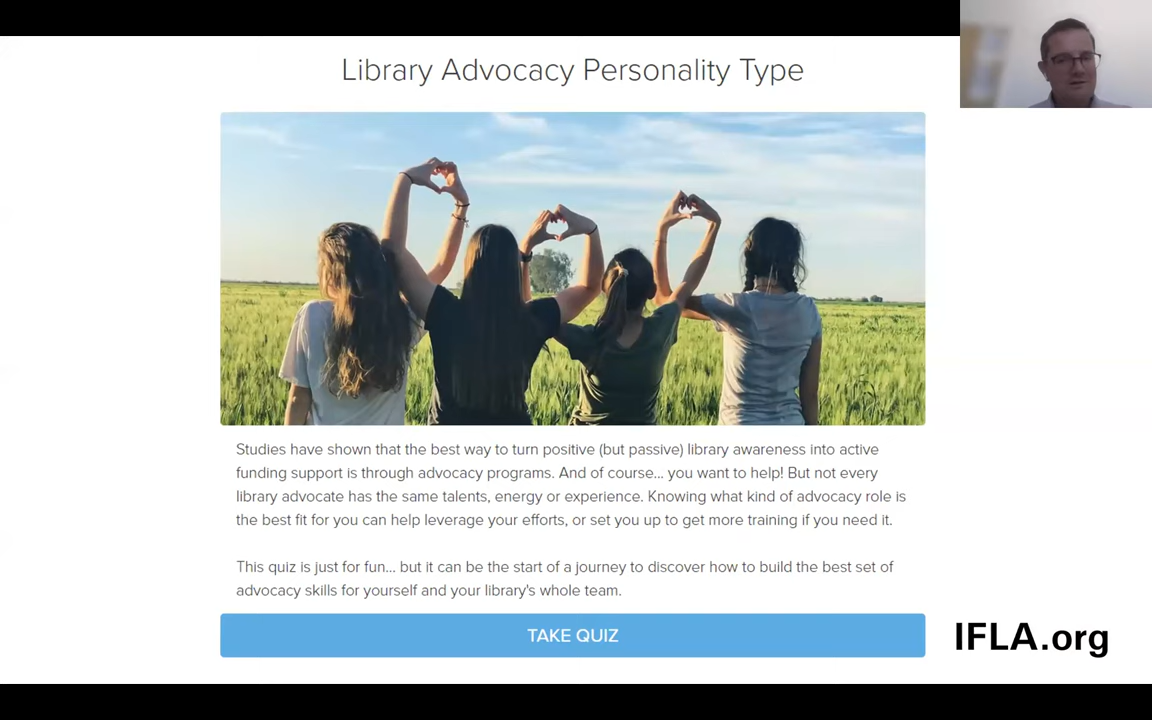 Library Advocacy Personality Type
Studies have shown that the best way to turn positive (but passive) library awareness into active
funding support is through advocacy programs. And of course... you want to help! But not every
library advocate has the same talents, energy or experience. Knowing what kind of advocacy role is
the best fit for you can help leverage your efforts, or set you up to get more training if you need it.
This quiz is just for fun... but it can be the start of a journey to discover how to build the best set of
advocacy skills for yourself and your library's whole team.
TAKE QUIZ
IFLA.org